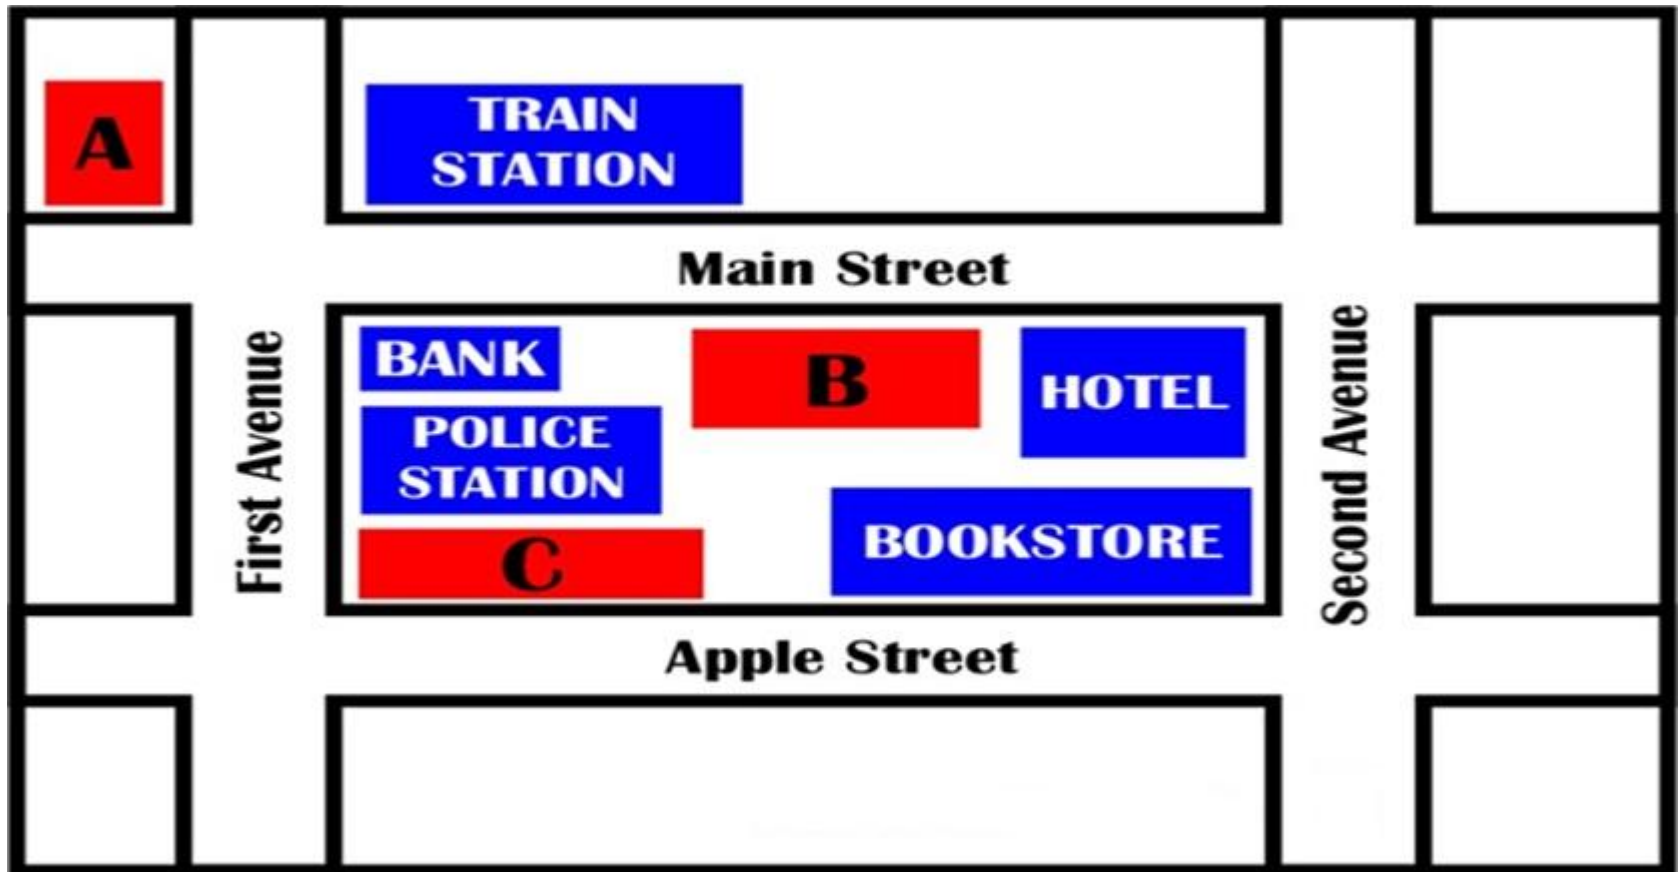 A
TRAIN
STATION
Main Street
First Avenue
BANK
B
HOTEL
POLICE
STATION
C
BOOKSTORE
Second Avenue
Apple Street